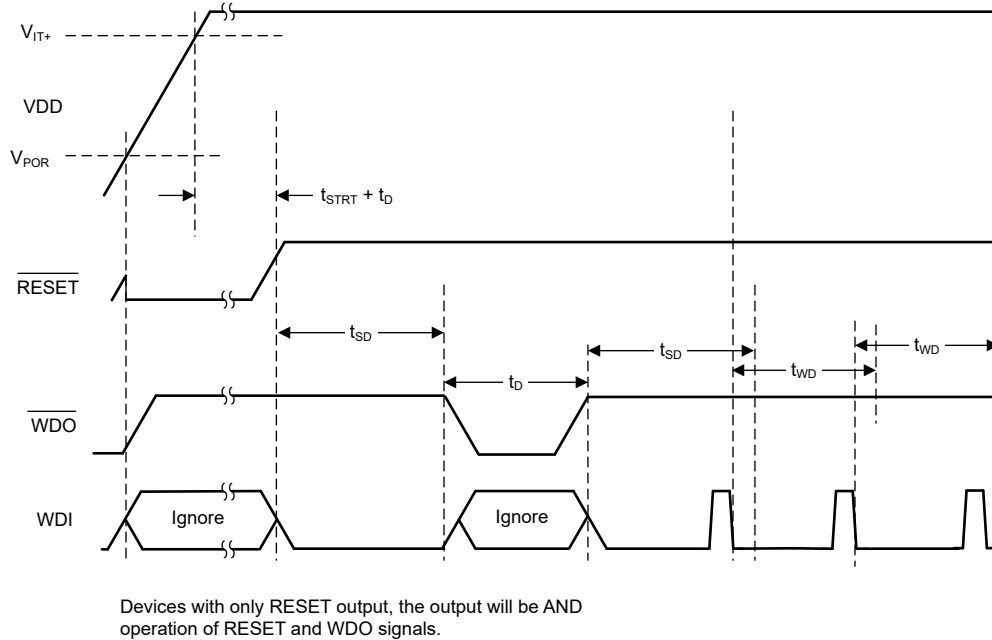 VIT+
VDD
VPOR
tSTRT + tD
RESET
tSD
tSD
tWD
tWD
tD
WDO
WDI
Ignore
Ignore
Devices with only RESET output, the output will be AND
operation of RESET and WDO signals.